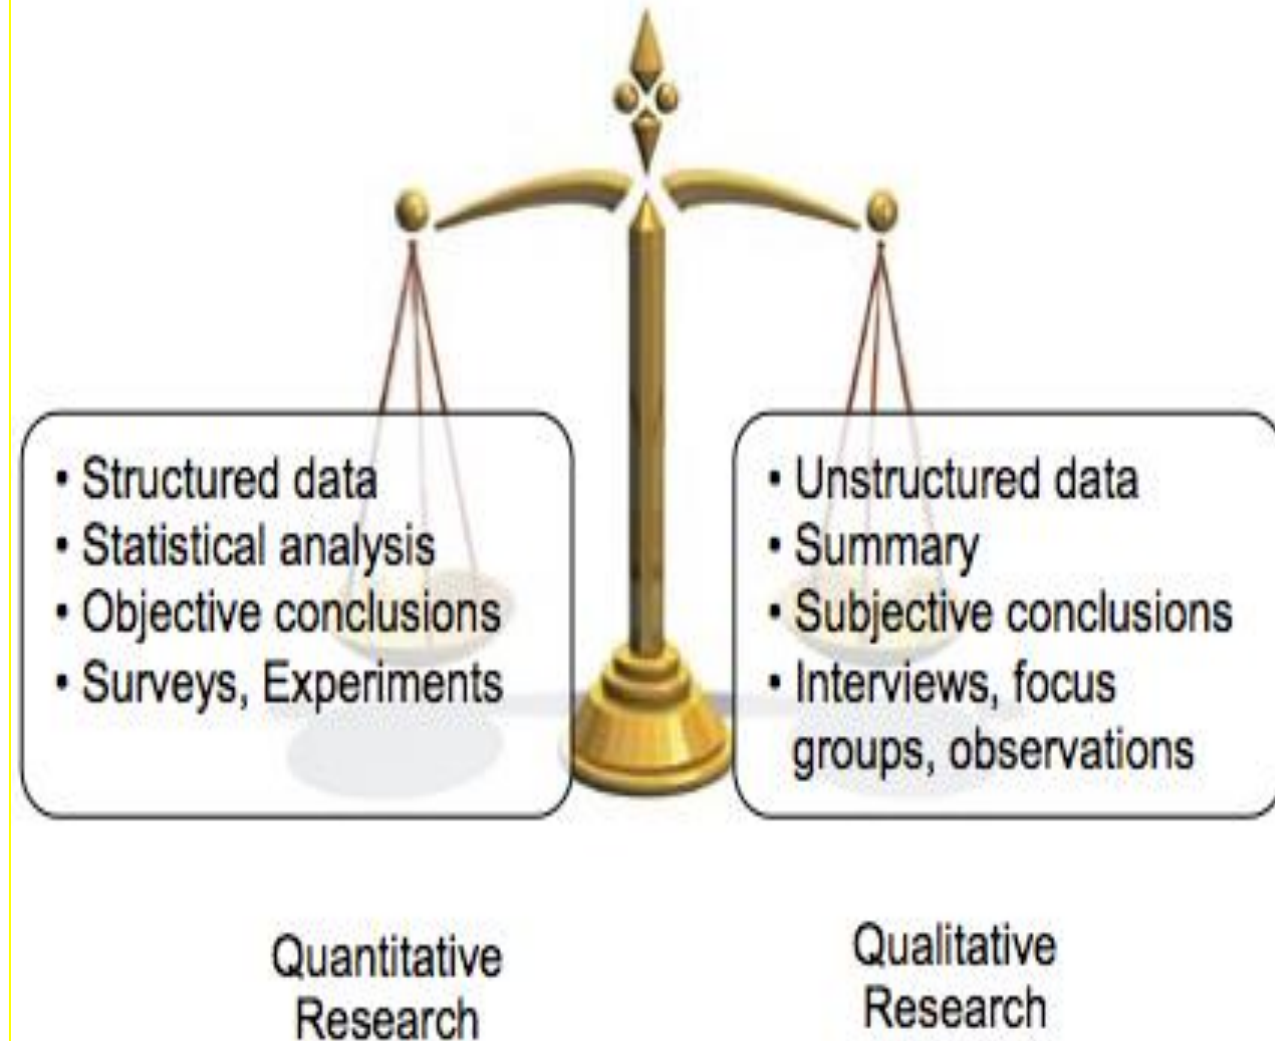 • Structured data
• Statistical analysis
• Objective conclusions
• Surveys, Experiments
• Unstructured data
• Summary
• Subjective conclusions
• Interviews, focus
groups, observations
Quantitative
Research
Qualitative
Research